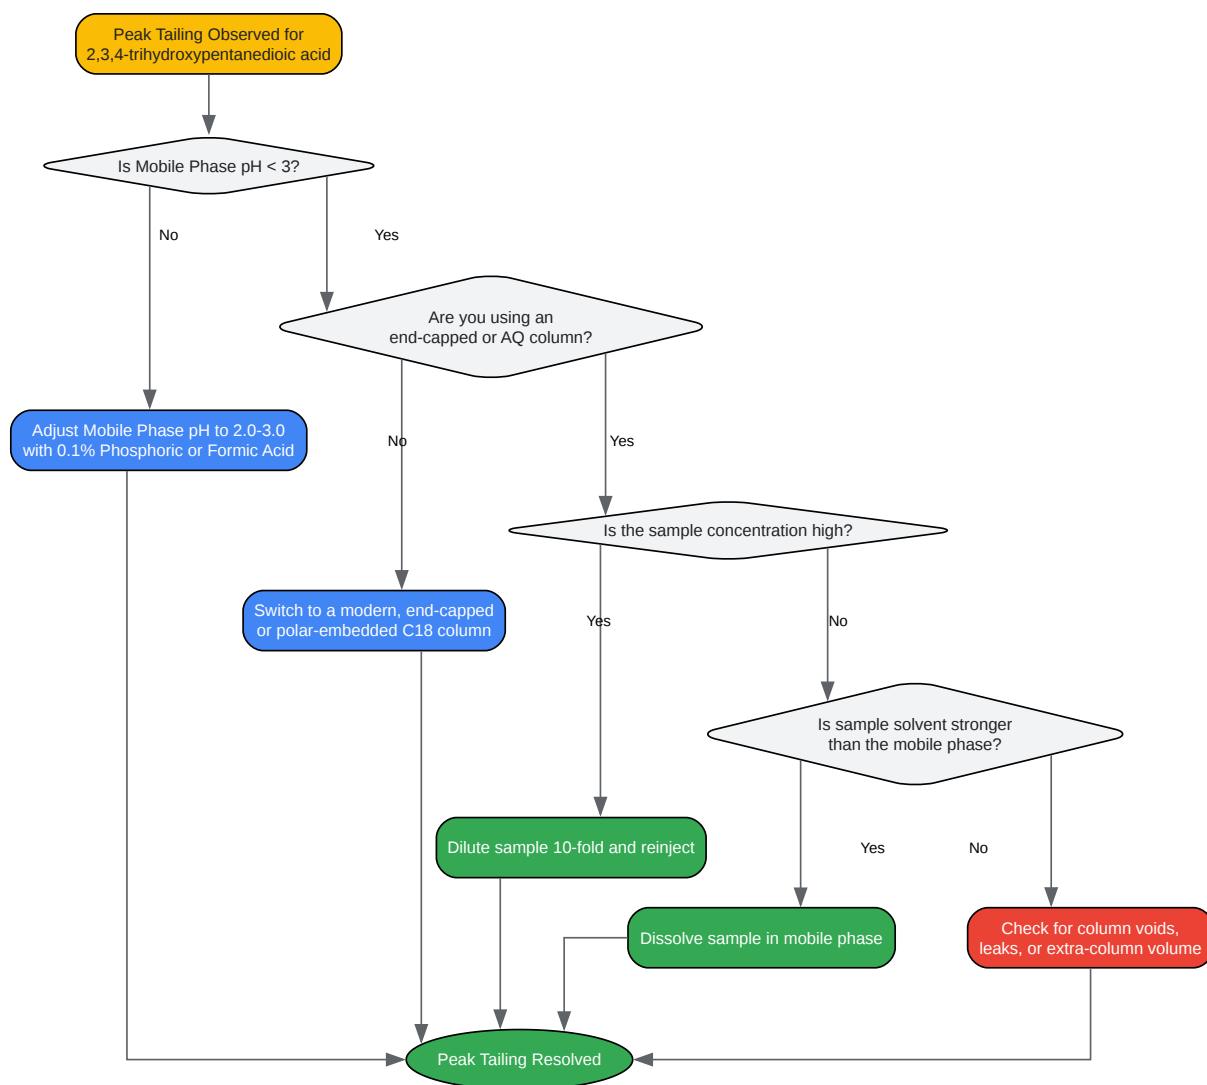 Peak Tailing Observed for
2,3,4-trihydroxypentanedioic acid
Is Mobile Phase pH < 3?
No
Yes
Are you using an
end-capped or AQ column?
Adjust Mobile Phase pH to 2.0-3.0
with 0.1% Phosphoric or Formic Acid
No
Yes
Is the sample concentration high?
Switch to a modern, end-capped
or polar-embedded C18 column
Yes
No
Is sample solvent stronger
than the mobile phase?
Dilute sample 10-fold and reinject
Yes
No
Dissolve sample in mobile phase
Check for column voids,
leaks, or extra-column volume
Peak Tailing Resolved